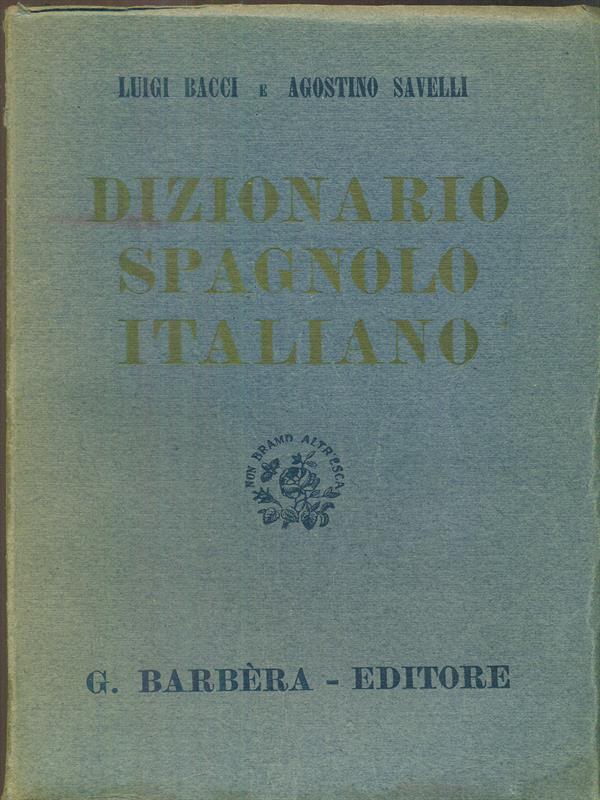 LUIGI BACCI E AGOSTINO SAVELLI
DIZIONARIO
SPAGNOLO
ITALIANO
NON BRAMO ALTR'ESCA
G. BARBÈRA - EDITORE